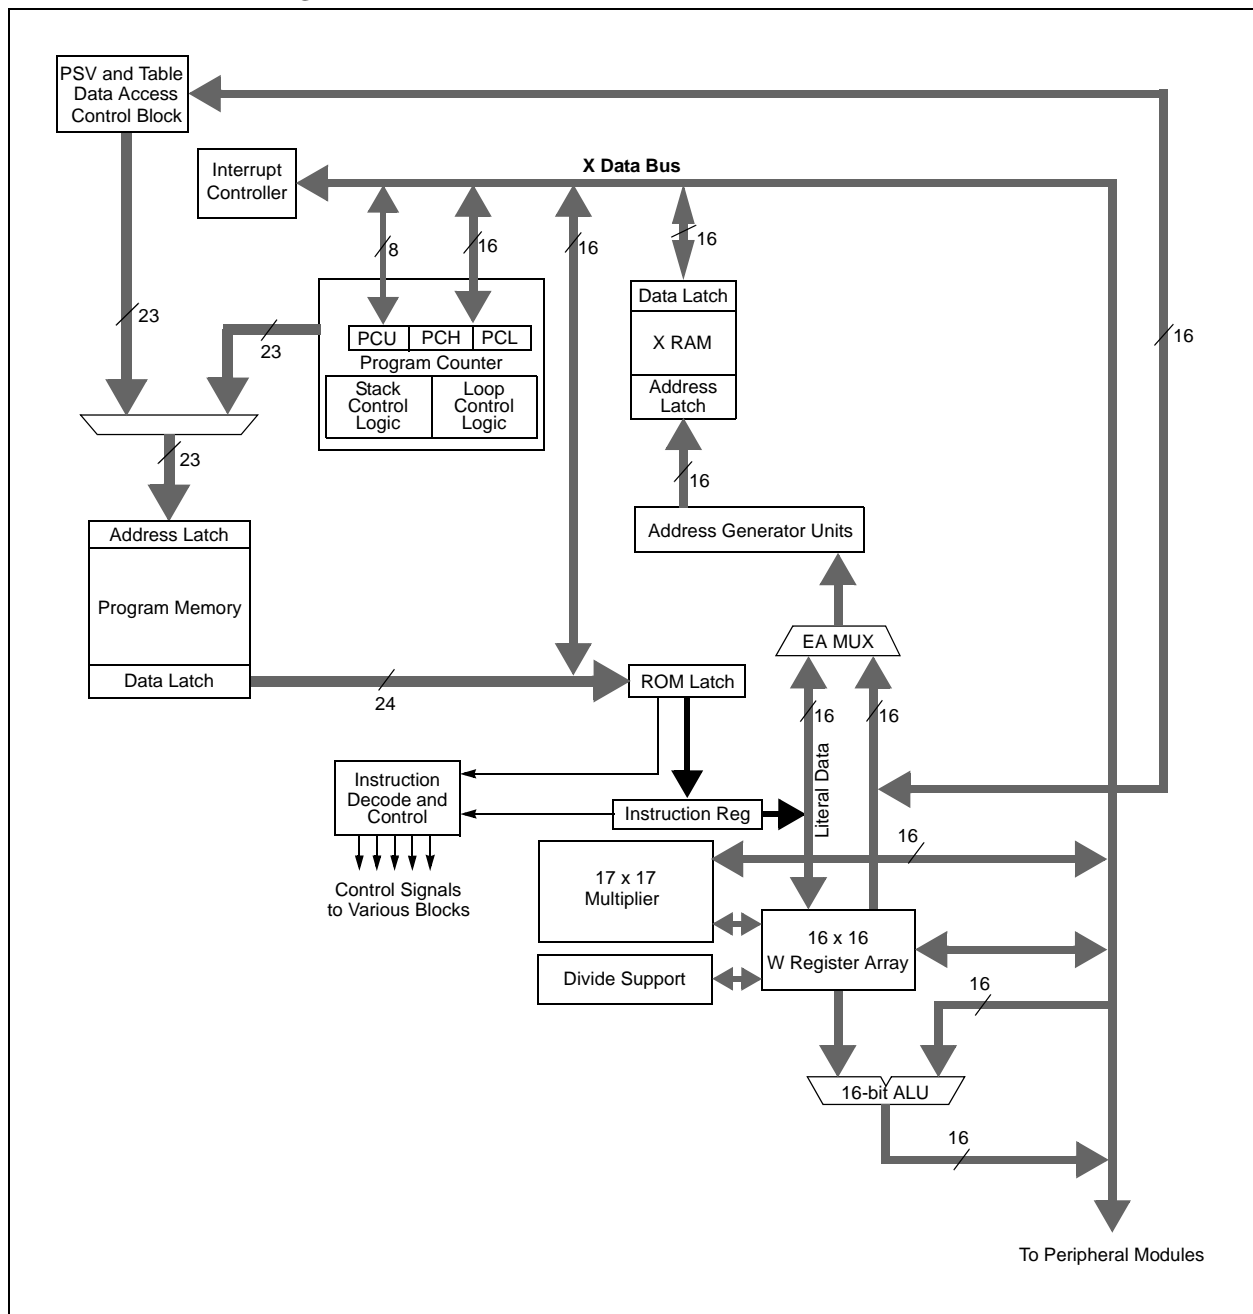 PSV and Table
Data Access
Control Block
Interrupt
Controller
X Data Bus
8
16
16
16
23
23
16
PCU
PCH
PCL
Program Counter
Stack
Control
Logic
Loop
Control
Logic
Data Latch
X RAM
Address
Latch
23
16
Address Latch
Program Memory
Data Latch
Address Generator Units
EA MUX
24
ROM Latch
16
16
Literal Data
Instruction
Decode and
Control
Instruction Reg
16
Control Signals
to Various Blocks
17 x 17
Multiplier
16 x 16
W Register Array
Divide Support
16
16-bit ALU
16
To Peripheral Modules